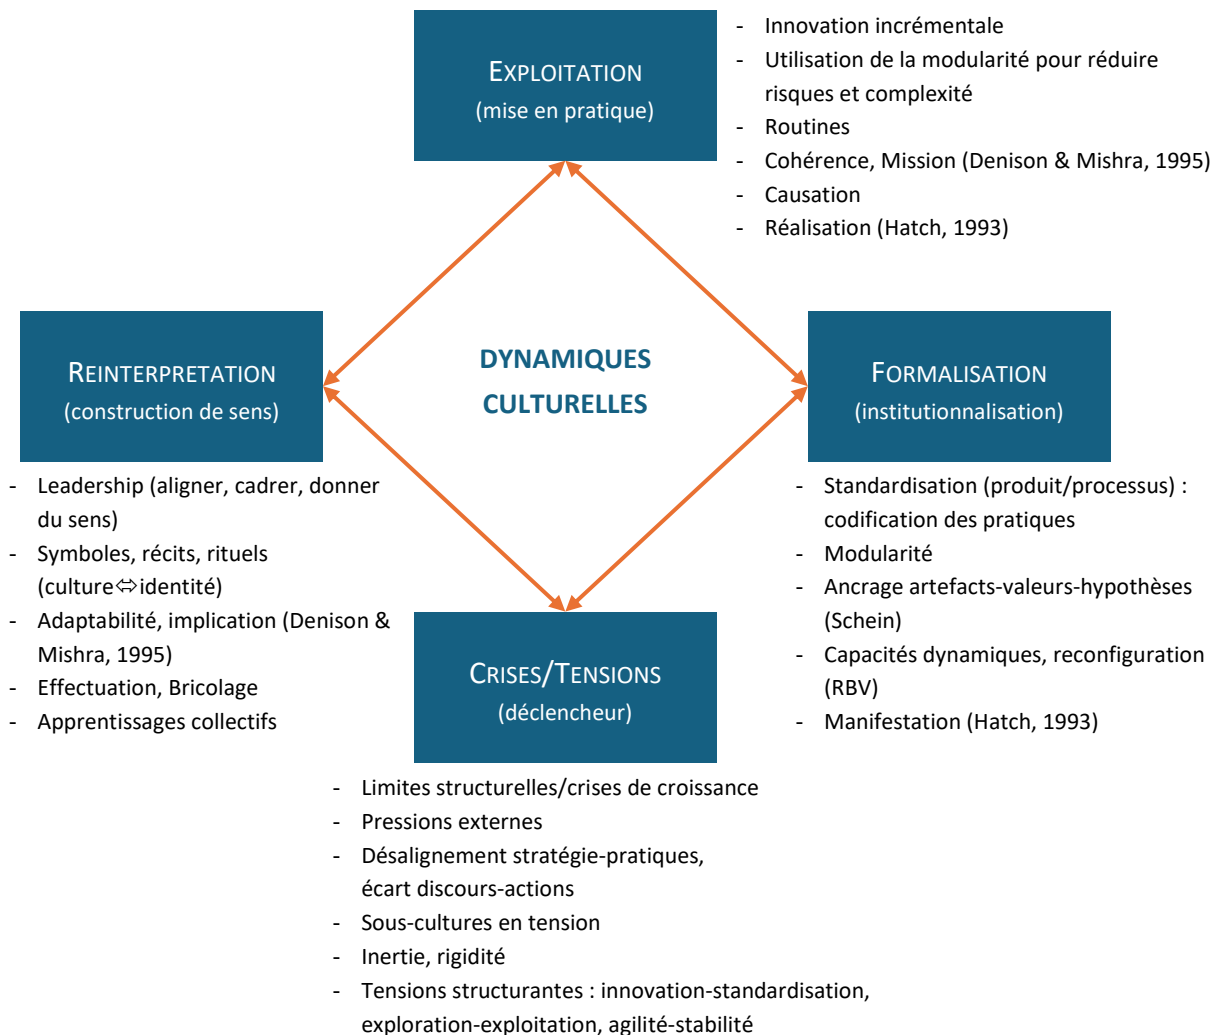 EXPLOITATION
(mise en pratique)
- Innovation incrémentale
- Utilisation de la modularité pour réduire
risques et complexité
- Routines
- Cohérence, Mission (Denison & Mishra, 1995)
- Causation
- Réalisation (Hatch, 1993)
REINTERPRETATION
(construction de sens)
DYNAMIQUES
CULTURELLES
FORMALISATION
(institutionnalisation)
- Leadership (aligner, cadrer, donner
du sens)
- Symboles, récits, rituels
(culture⬄identité)
- Adaptabilité, implication (Denison &
Mishra, 1995)
- Effectuation, Bricolage
- Apprentissages collectifs
- Standardisation (produit/processus) :
codification des pratiques
- Modularité
- Ancrage artefacts-valeurs-hypothèses
(Schein)
- Capacités dynamiques, reconfiguration
(RBV)
- Manifestation (Hatch, 1993)
CRISES/TENSIONS
(déclencheur)
- Limites structurelles/crises de croissance
- Pressions externes
- Désalignement stratégie-pratiques,
écart discours-actions
- Sous-cultures en tension
- Inertie, rigidité
- Tensions structurantes : innovation-standardisation,
exploration-exploitation, agilité-stabilité